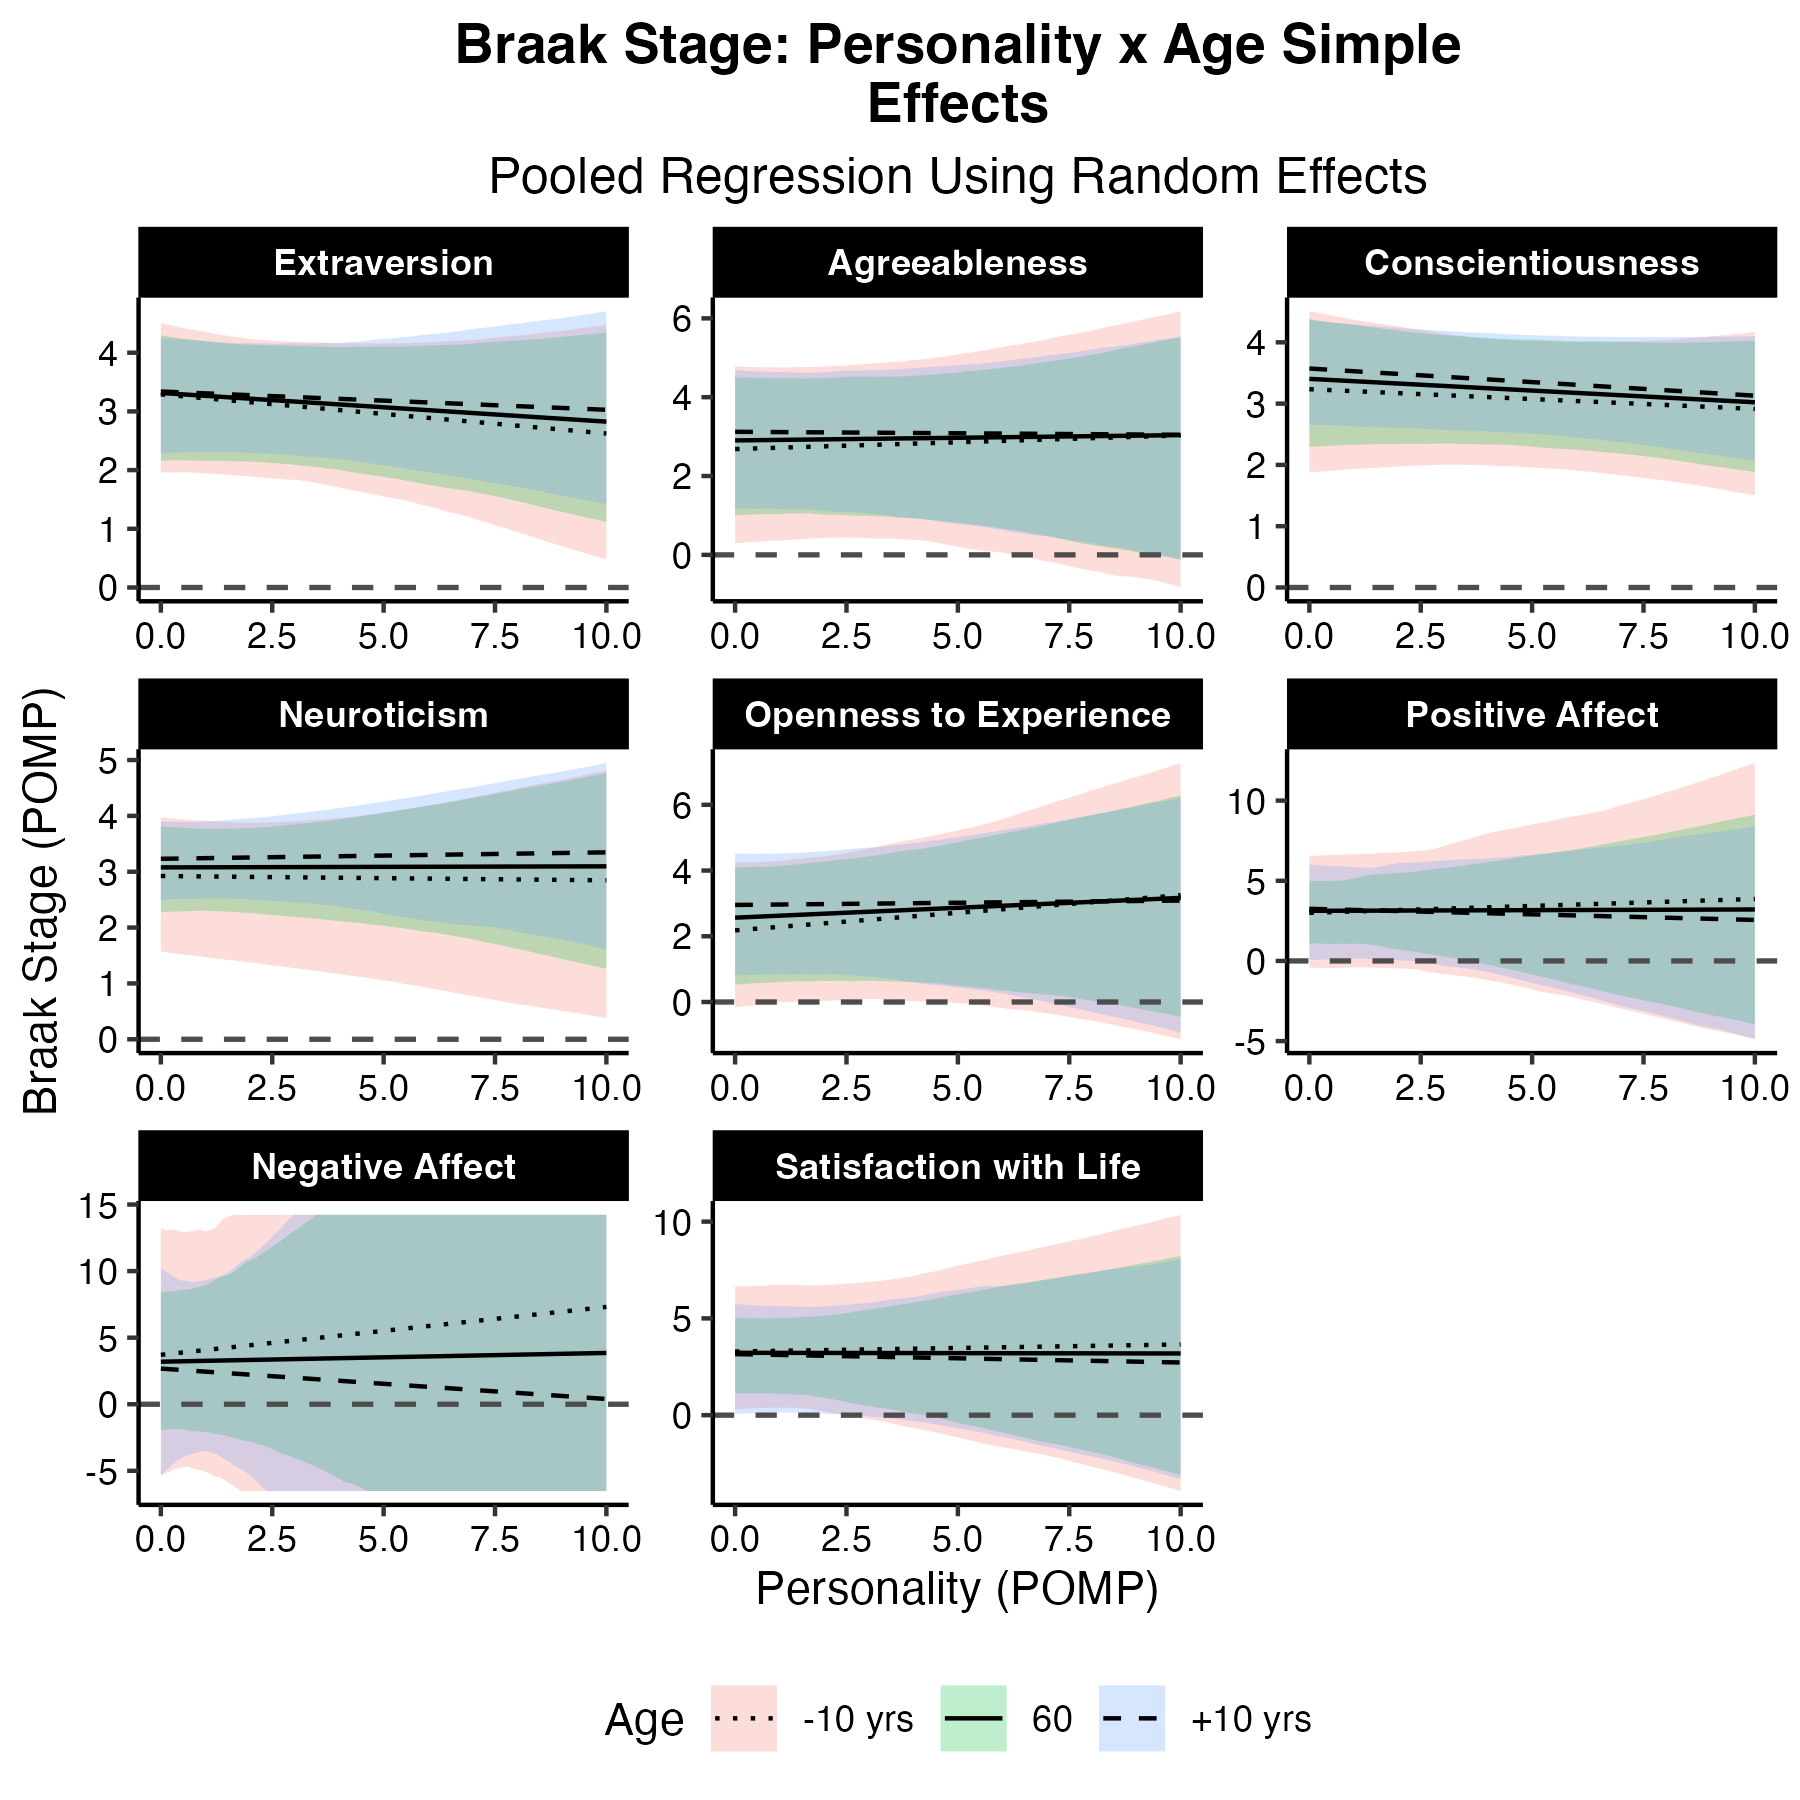 Braak Stage: Personality x Age Simple
Effects
Pooled Regression Using Random Effects
Extraversion
Agreeableness
Conscientiousness
4
3
2
1
0
0.0 2.5 5.0 7.5 10.0
6
4
2
0
0.0 2.5 5.0 7.5 10.0
4
3
2
1
0
0.0 2.5 5.0 7.5 10.0
Braak Stage (POMP)
Neuroticism
Openness to Experience
Positive Affect
5
4
3
2
1
0
0.0 2.5 5.0 7.5 10.0
6
4
2
0
0.0 2.5 5.0 7.5 10.0
10
5
0
-5
0.0 2.5 5.0 7.5 10.0
Negative Affect
Satisfaction with Life
15
10
5
0
-5
0.0 2.5 5.0 7.5 10.0
10
5
0
0.0 2.5 5.0 7.5 10.0
Personality (POMP)
Age -10 yrs 60 +10 yrs